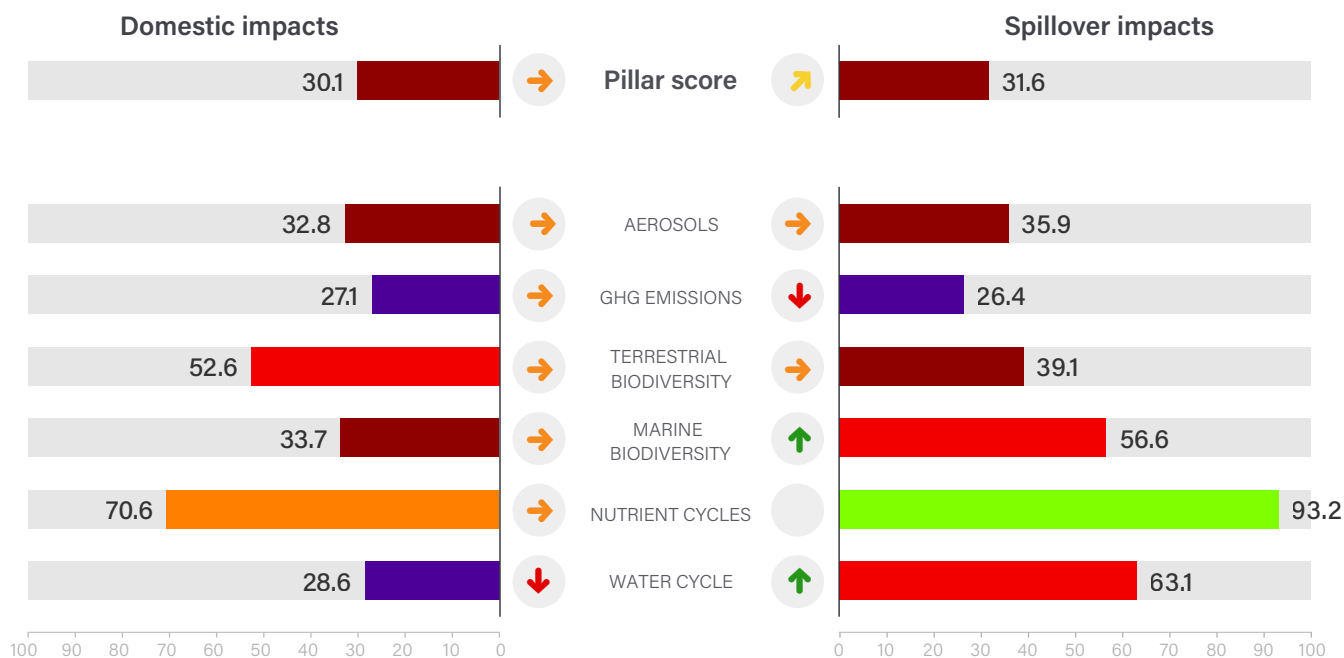 Domestic impacts
Spillover impacts
30.1
Pillar score
31.6
32.8
AEROSOLS
35.9
27.1
GHG EMISSIONS
26.4
52.6
TERRESTRIAL
BIODIVERSITY
39.1
33.7
MARINE
BIODIVERSITY
56.6
70.6
NUTRIENT CYCLES
93.2
28.6
WATER CYCLE
63.1
100 90 80 70 60 50 40 30 20 10 0
0 10 20 30 40 50 60 70 80 90 100